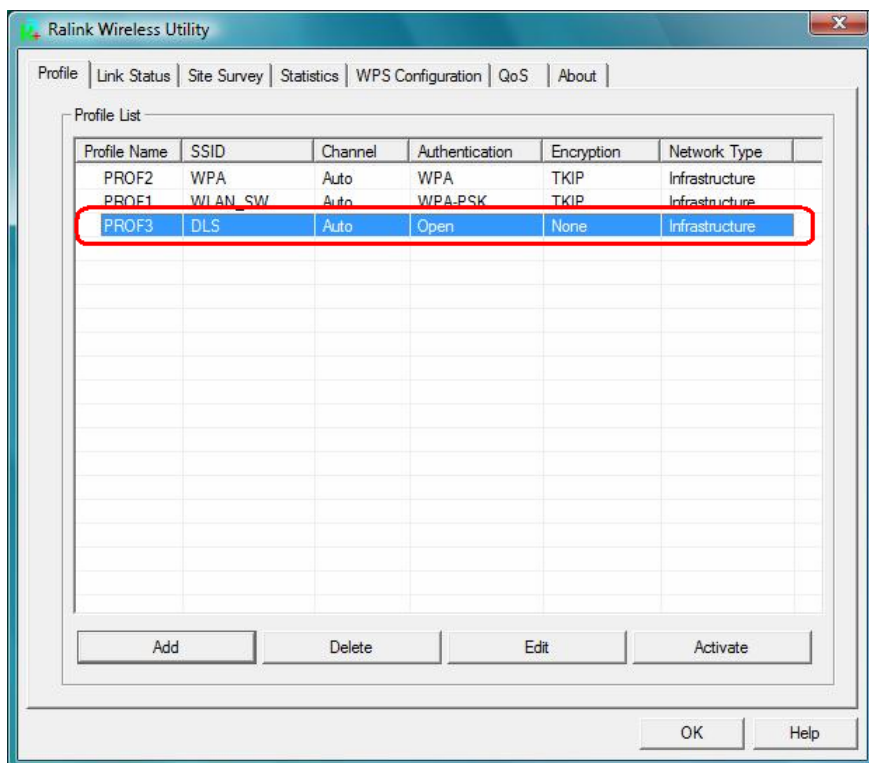 Ralink Wireless Utility
Profile Link Status Site Survey Statistics WPS Configuration QoS About
Profile List
Profile Name SSID Channel Authentication Encryption Network Type
PROF2 WPA Auto WPA TKIP Infrastructure
PROF1 WLAN_SW Auto WPA-PSK TKIP Infrastructure
PROF3 DLS Auto Open None Infrastructure
Add Delete Edit Activate
OK Help